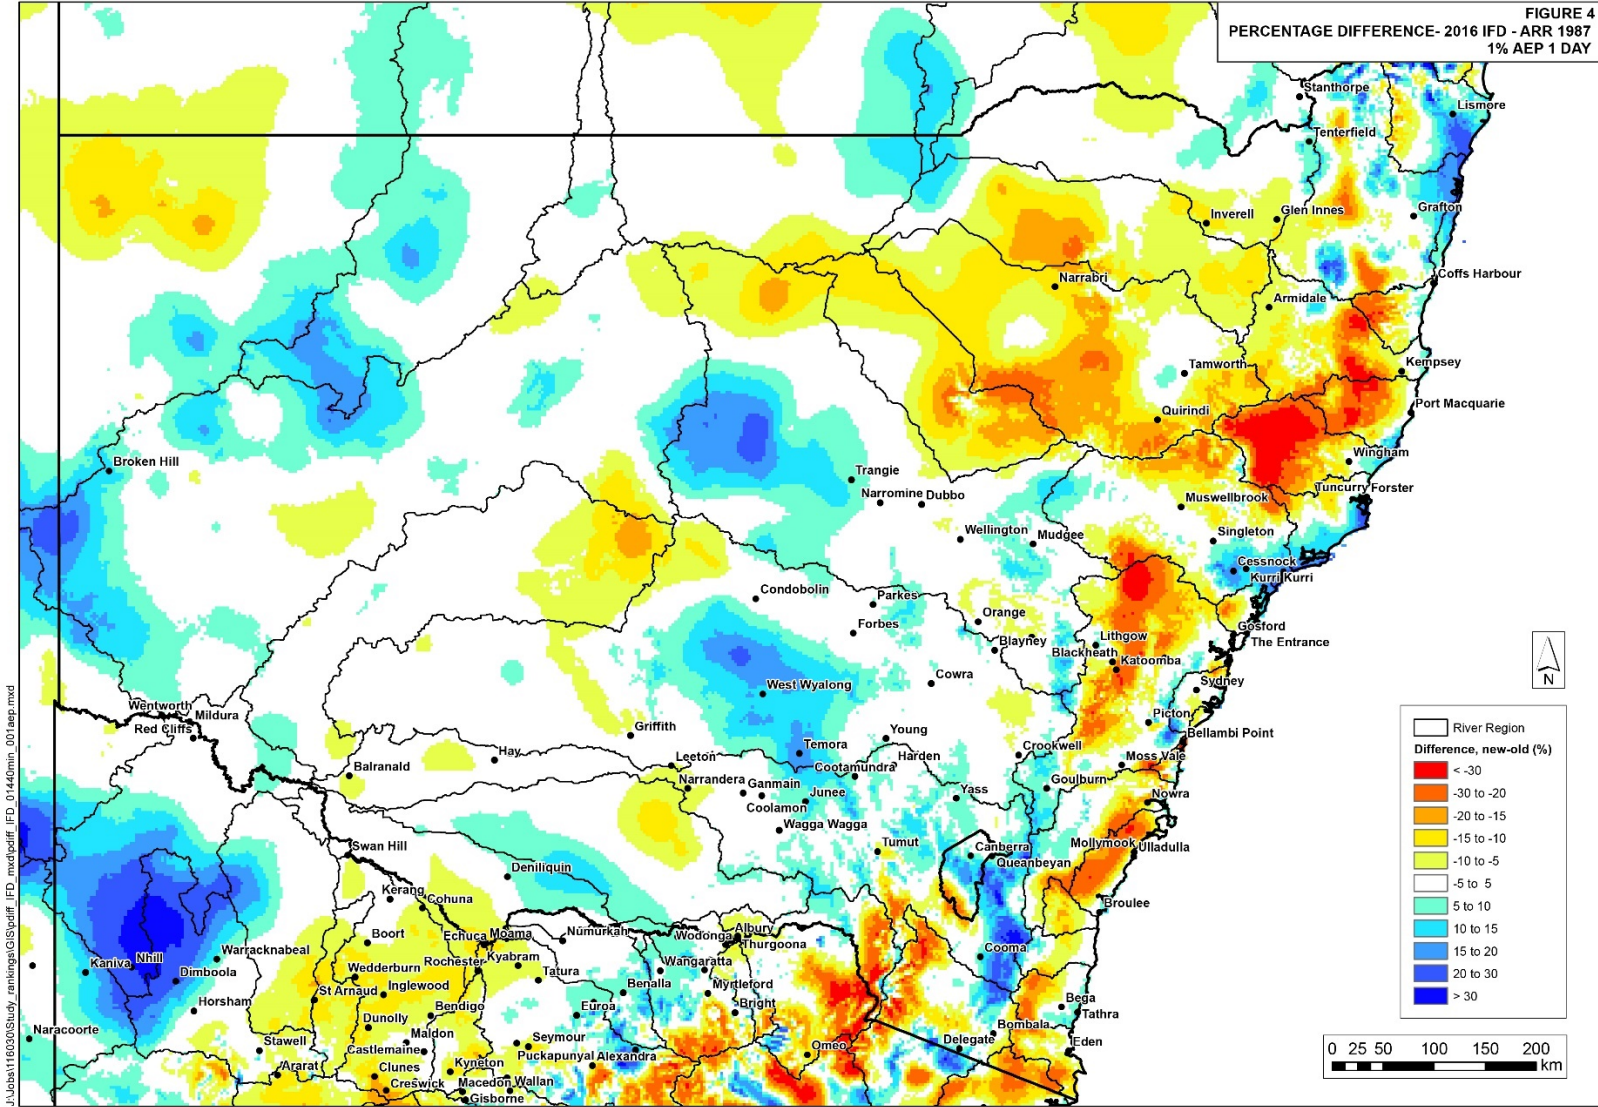 FIGURE 4
PERCENTAGE DIFFERENCE- 2016 IFD - ARR 1987
1% AEP 1 DAY
Stanthorpe
Lismore
Tenterfield
Inverell
Glen Innes
Grafton
Narrabri
Coffs Harbour
Armidale
Tamworth
Kempsey
Quirindi
Port Macquarie
Broken Hill
Wingham
Trangie
Narromine
Dubbo
Muswellbrook
Tuncurry Forster
Wellington
Mudgee
Singleton
Cessnock
Kurri Kurri
Condobolin
Parkes
Orange
Forbes
Blayney
Lithgow
Gosford
The Entrance
Blackheath
Katoomba
Cowra
Sydney
West Wyalong
Wentworth
Mildura
Red Cliffs
Picton
Griffith
Bellambi Point
Young
Temora
Harden
Crookwell
Hay
Leeton
Cootamundra
Moss Vale
Balranald
Narrandera
Ganmain
Junee
Yass
Goulburn
Nowra
Coolamon
Wagga Wagga
Swan Hill
Tumut
Canberra
Mollymook
Ulladulla
Queanbeyan
Deniliquin
Kerang
Cohuna
Broulee
Boort
Echuca
Moama
Numurkah
Wodonga
Albury
Thurgoona
Cooma
Warracknabeal
Rochester
Kyabram
Wangaratta
Kaniva
Nhill
Dimboola
Wedderburn
Tatura
Benalla
Myrtleford
St Arnaud
Inglewood
Horsham
Bendigo
Euroa
Bright
Bega
Tathra
Naracoorte
Dunolly
Maldon
Seymour
Bombala
Stawell
Castlemaine
Puckapunyal
Alexandra
Omeo
Delegate
Eden
Ararat
Clunes
Kyneton
Creswick
Macedon
Wallan
Gisborne
N
River Region
Difference, new-old (%)
< -30
-30 to -20
-20 to -15
-15 to -10
-10 to -5
-5 to 5
5 to 10
10 to 15
15 to 20
20 to 30
> 30
0 25 50 100 150 200
km
J:\Jobs\116030\Study_rankings\GIS\pdiff_IFD_mxd\pdiff_IFD_01440min_001aep.mxd